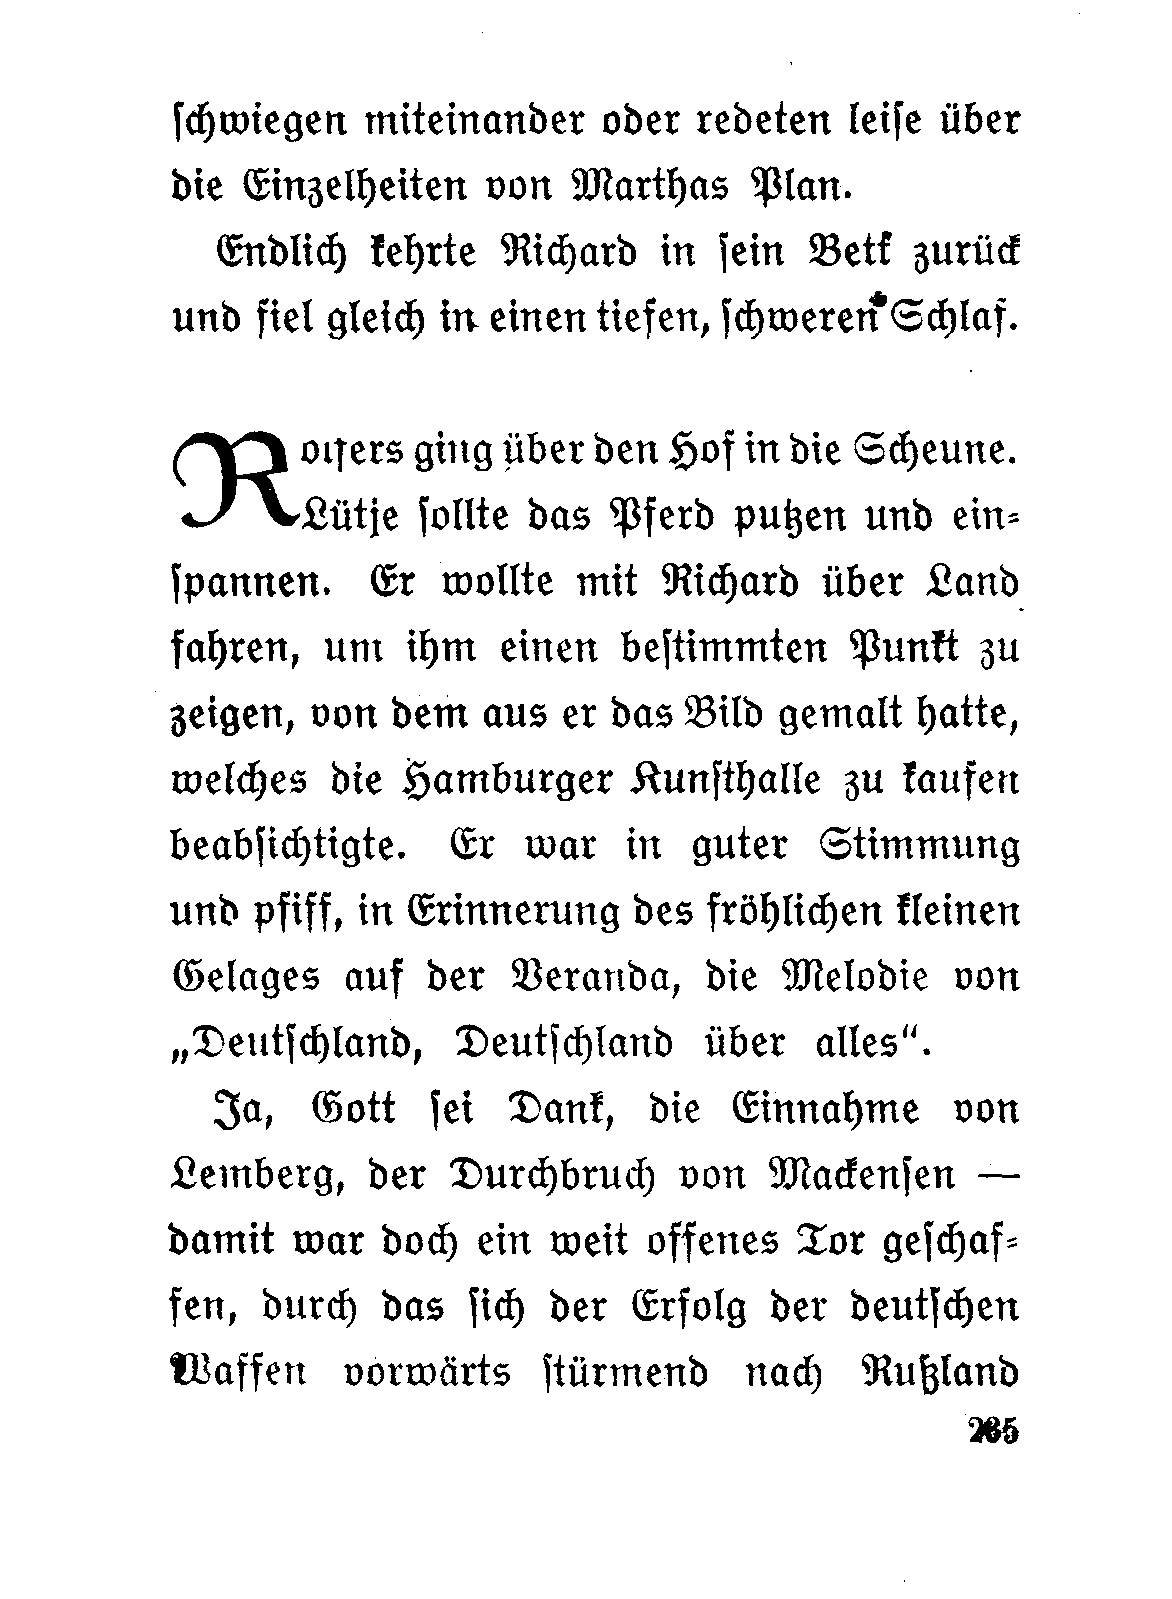 schwiegen miteinander oder redeten leise über
die Einzelheiten von Marthas Plan.
Endlich kehrte Richard in sein Bett zurück
und fiel gleich in einen tiefen, schweren Schlaf.
Rolfers ging über den Hof in die Scheune.
Lütje sollte das Pferd putzen und ein-
spannen. Er wollte mit Richard über Land
fahren, um ihm einen bestimmten Punkt zu
zeigen, von dem aus er das Bild gemalt hatte,
welches die Hamburger Kunsthalle zu kaufen
beabsichtigte. Er war in guter Stimmung
und pfiff, in Erinnerung des fröhlichen kleinen
Gelages auf der Veranda, die Melodie von
„Deutschland, Deutschland über alles“.
Ja, Gott sei Dank, die Einnahme von
Lemberg, der Durchbruch von Mackensen —
damit war doch ein weit offenes Tor geschaf-
fen, durch das sich der Erfolg der deutschen
Waffen vorwärts stürmend nach Rußland